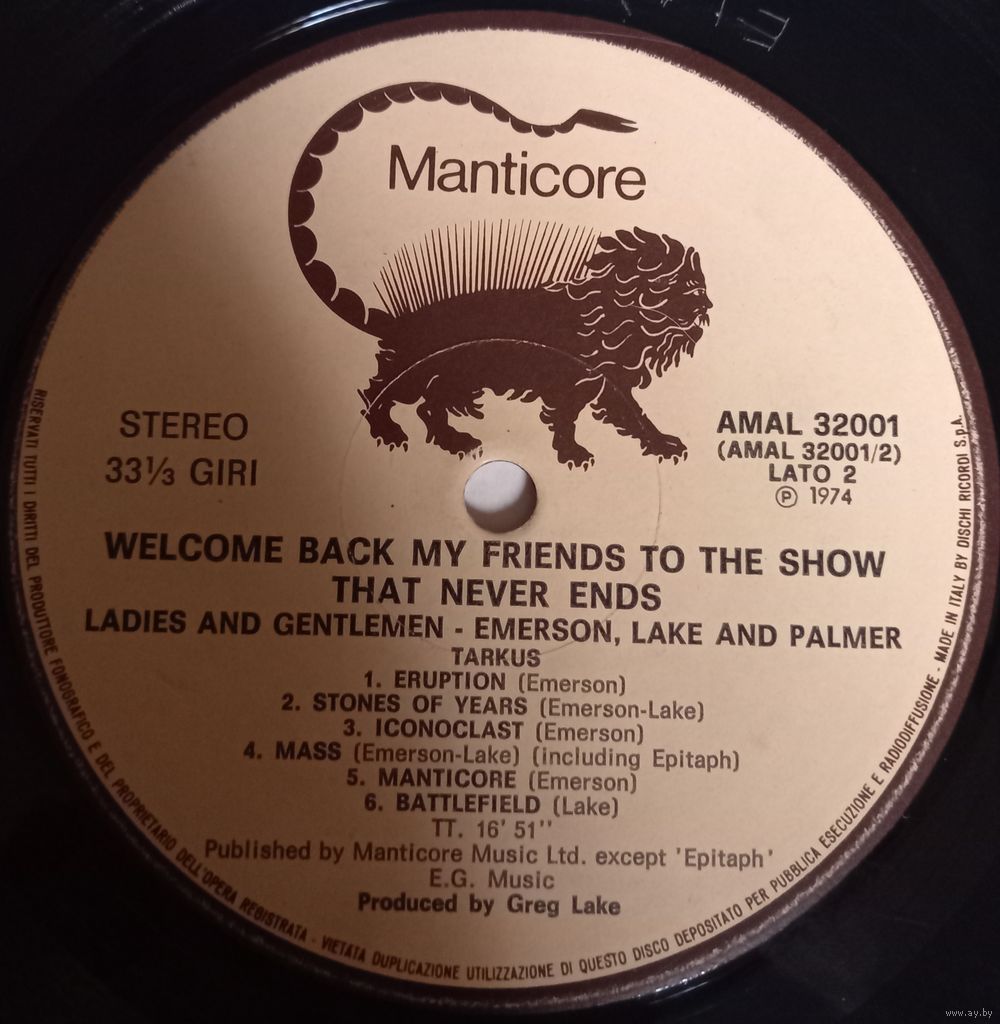 Manticore
STEREO
33⅓ GIRI
AMAL 32001
(AMAL 32001/2)
LATO 2
Ⓟ 1974
WELCOME BACK MY FRIENDS TO THE SHOW
THAT NEVER ENDS
LADIES AND GENTLEMEN - EMERSON, LAKE AND PALMER
TARKUS
1. ERUPTION (Emerson)
2. STONES OF YEARS (Emerson-Lake)
3. ICONOCLAST (Emerson)
4. MASS (Emerson-Lake) (including Epitaph)
5. MANTICORE (Emerson)
6. BATTLEFIELD (Lake)
TT. 16' 51''
Published by Manticore Music Ltd. except 'Epitaph'
E.G. Music
Produced by Greg Lake
RISERVATI TUTTI I DIRITTI DEL PRODUTTORE FONOGRAFICO E DEL PROPRIETARIO DELL'OPERA REGISTRATA - VIETATA DUPLICAZIONE UTILIZZAZIONE DI QUESTO DISCO DEPOSITATO PER PUBBLICA ESECUZIONE E RADIODIFFUSIONE - MADE IN ITALY BY DISCHI RICORDI S.p.A.
www.ay.by